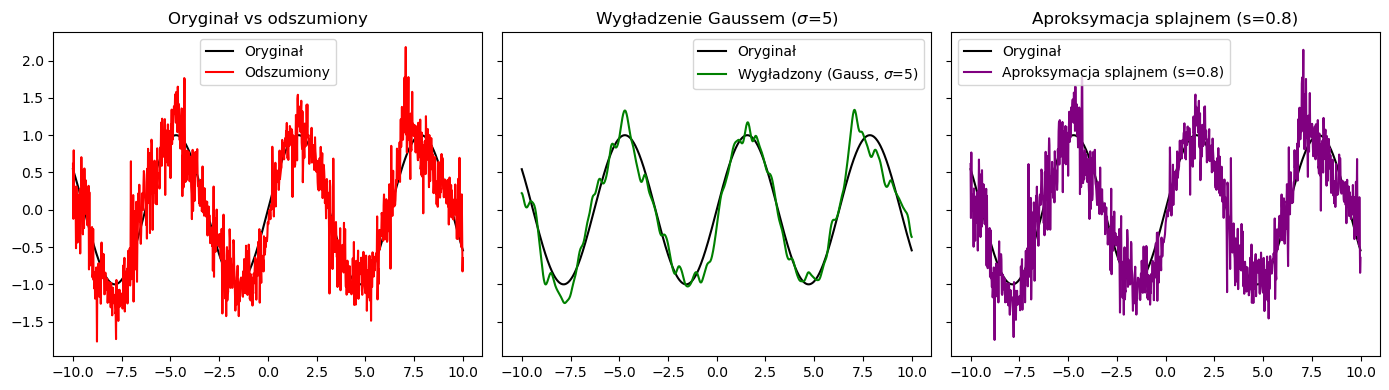 Oryginał vs odszumiony
Oryginał
Odszumiony
2.0
1.5
1.0
0.5
0.0
−0.5
−1.0
−1.5
−10.0 −7.5 −5.0 −2.5 0.0 2.5 5.0 7.5 10.0
Wygładzenie Gaussem (σ=5)
Oryginał
Wygładzony (Gauss, σ=5)
−10.0 −7.5 −5.0 −2.5 0.0 2.5 5.0 7.5 10.0
Aproksymacja splajnem (s=0.8)
Oryginał
Aproksymacja splajnem (s=0.8)
−10.0 −7.5 −5.0 −2.5 0.0 2.5 5.0 7.5 10.0